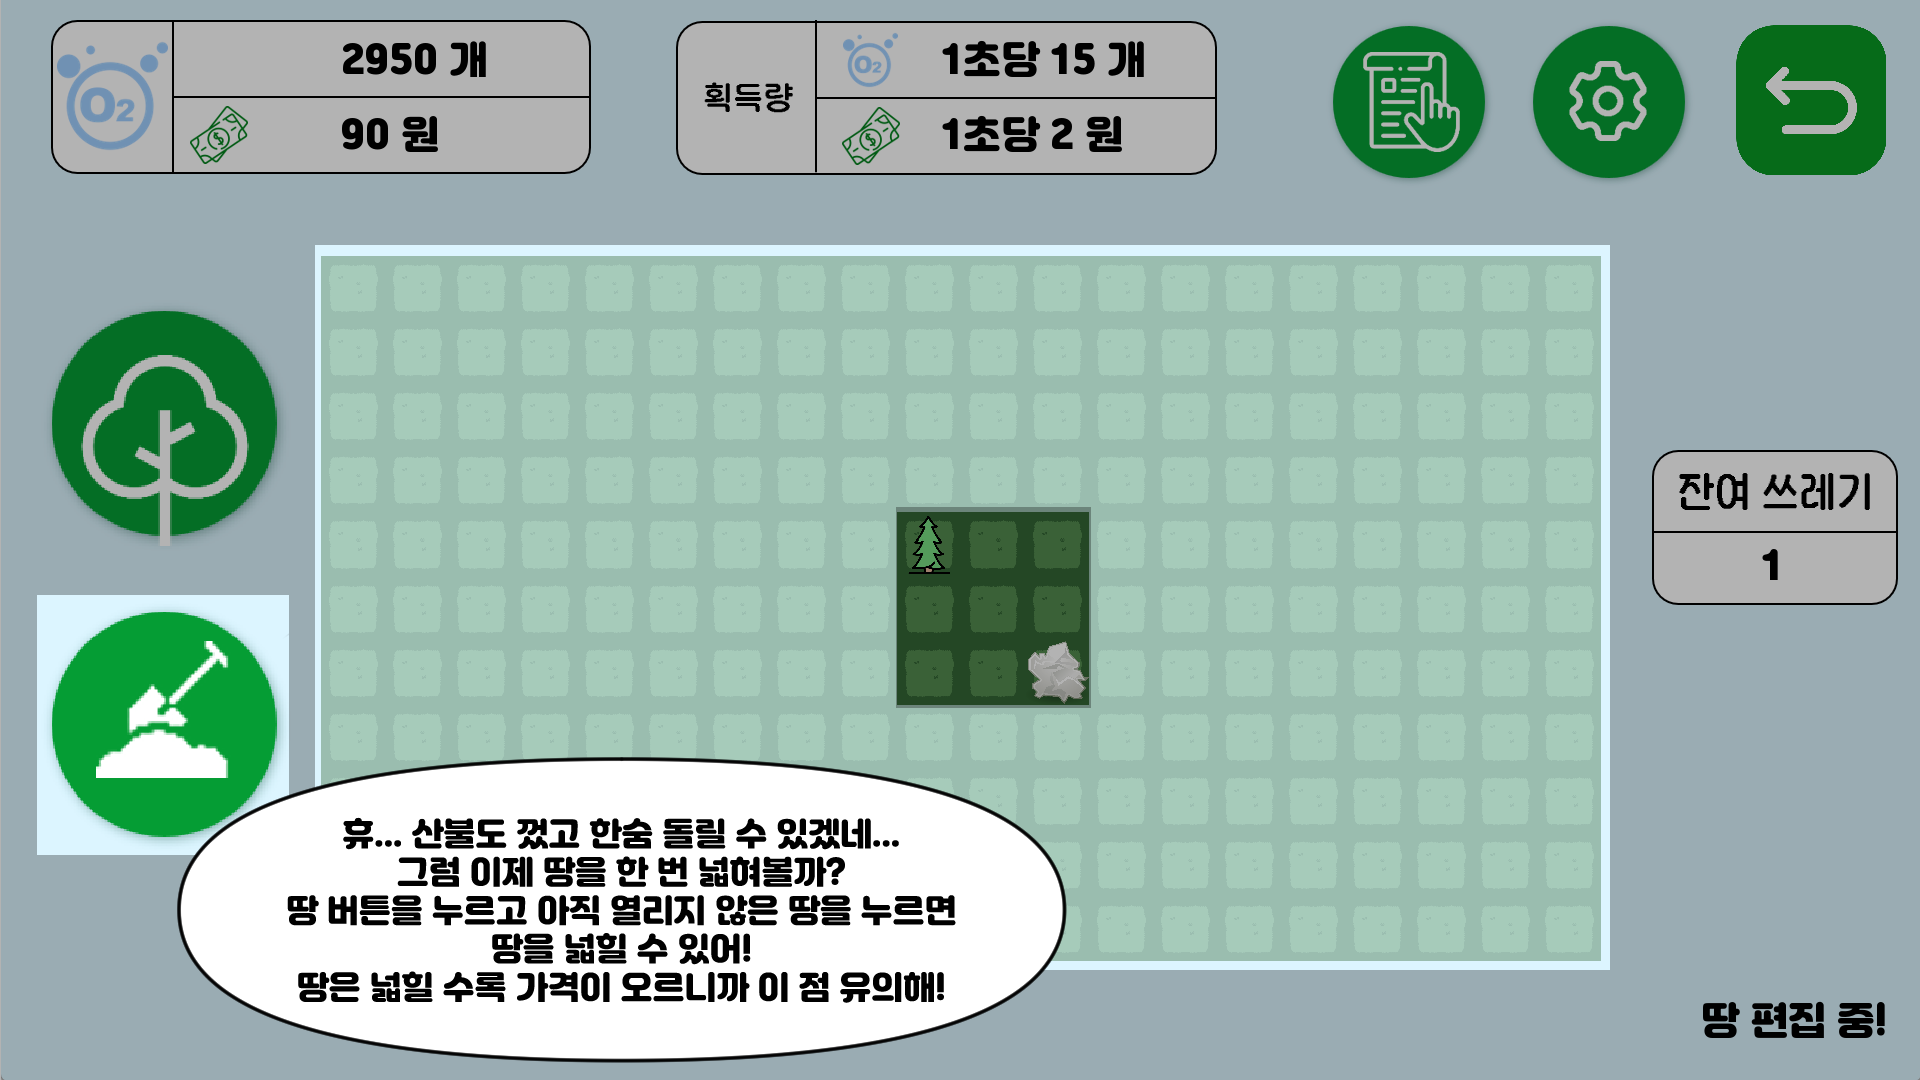 O2
2950 개
90 원
획득량
O2
1초당 15 개
1초당 2 원
잔여 쓰레기
1
휴... 산불도 껐고 한숨 돌릴 수 있겠네...
그럼 이제 땅을 한 번 넓혀볼까?
땅 버튼을 누르고 아직 열리지 않은 땅을 누르면
땅을 넓힐 수 있어!
땅은 넓힐 수록 가격이 오르니까 이 점 유의해!
땅 편집 중!